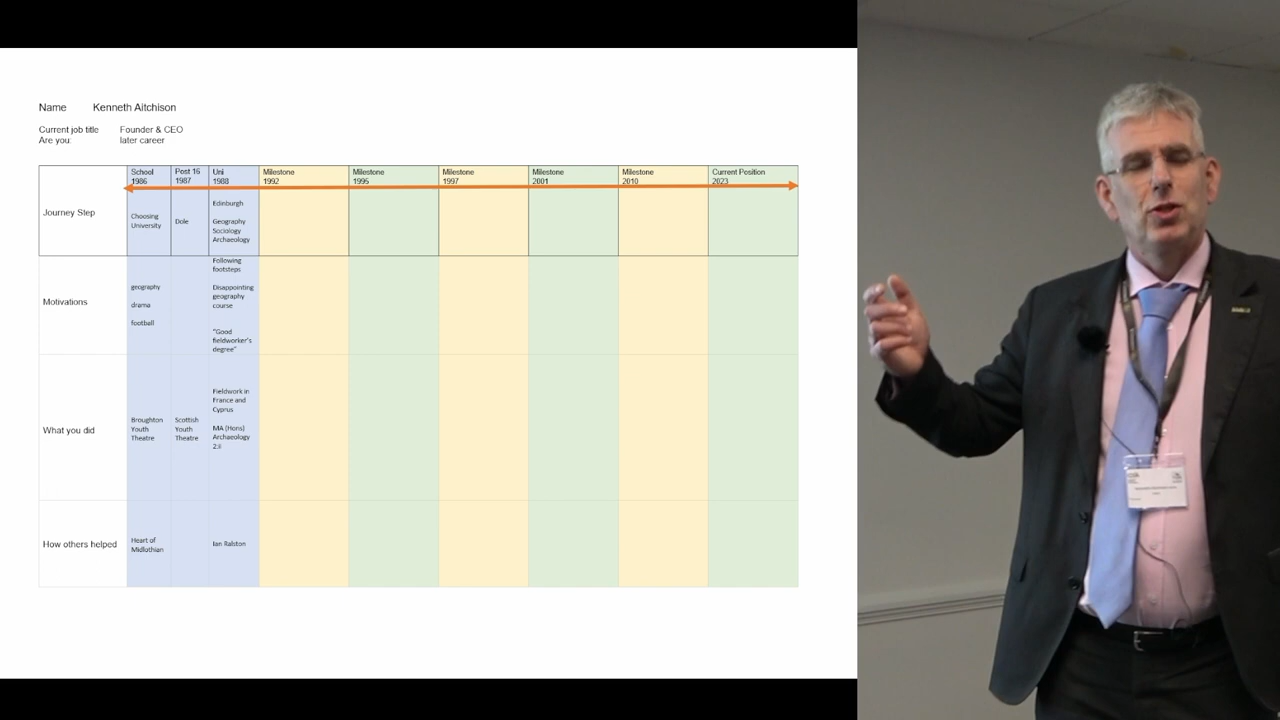 Name Kenneth Aitchison
Current job title Founder & CEO
Are you: later career
School Post 16 Uni Milestone Milestone Milestone Milestone Milestone Current Position
1986 1987 1988 1992 1995 1997 2001 2010 2023
Journey Step
Choosing
University
Dole
Edinburgh
Geography
Sociology
Archaeology
Motivations
geography
drama
football
Following
footsteps
Disappointing
geography
course
"Good
fieldworker's
degree"
What you did
Broughton
Youth
Theatre
Scottish
Youth
Theatre
Fieldwork in
France and
Cyprus
MA (Hons)
Archaeology
2:ii
How others helped
Heart of
Midlothian
Ian Ralston